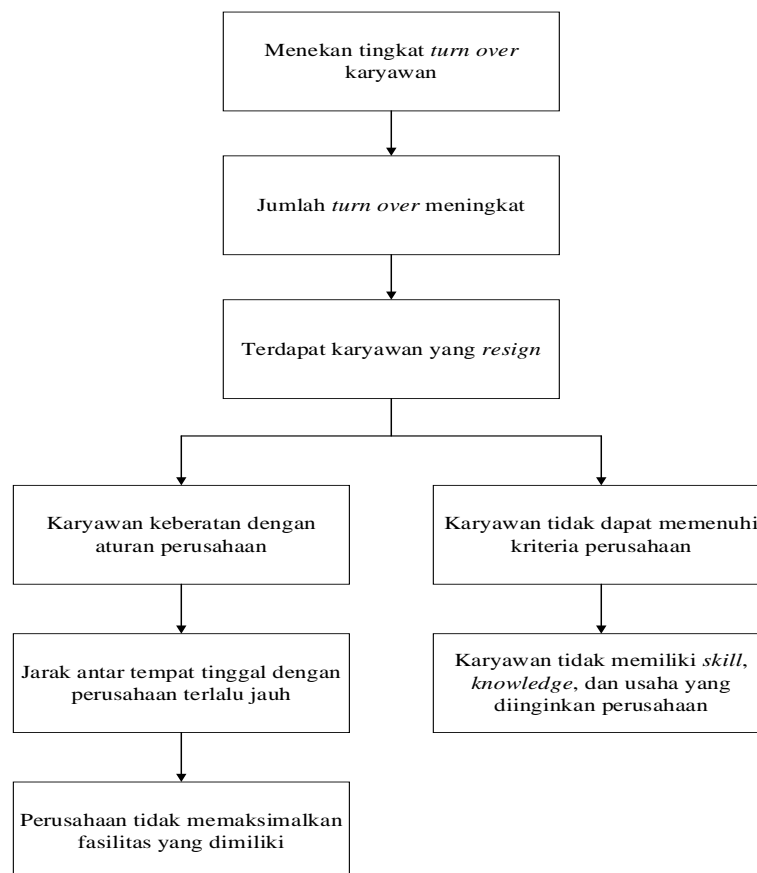 Menekan tingkat turn over
karyawan
Jumlah turn over meningkat
Terdapat karyawan yang resign
Karyawan keberatan dengan
aturan perusahaan
Karyawan tidak dapat memenuhi
kriteria perusahaan
Jarak antar tempat tinggal dengan
perusahaan terlalu jauh
Karyawan tidak memiliki skill,
knowledge, dan usaha yang
diinginkan perusahaan
Perusahaan tidak memaksimalkan
fasilitas yang dimiliki